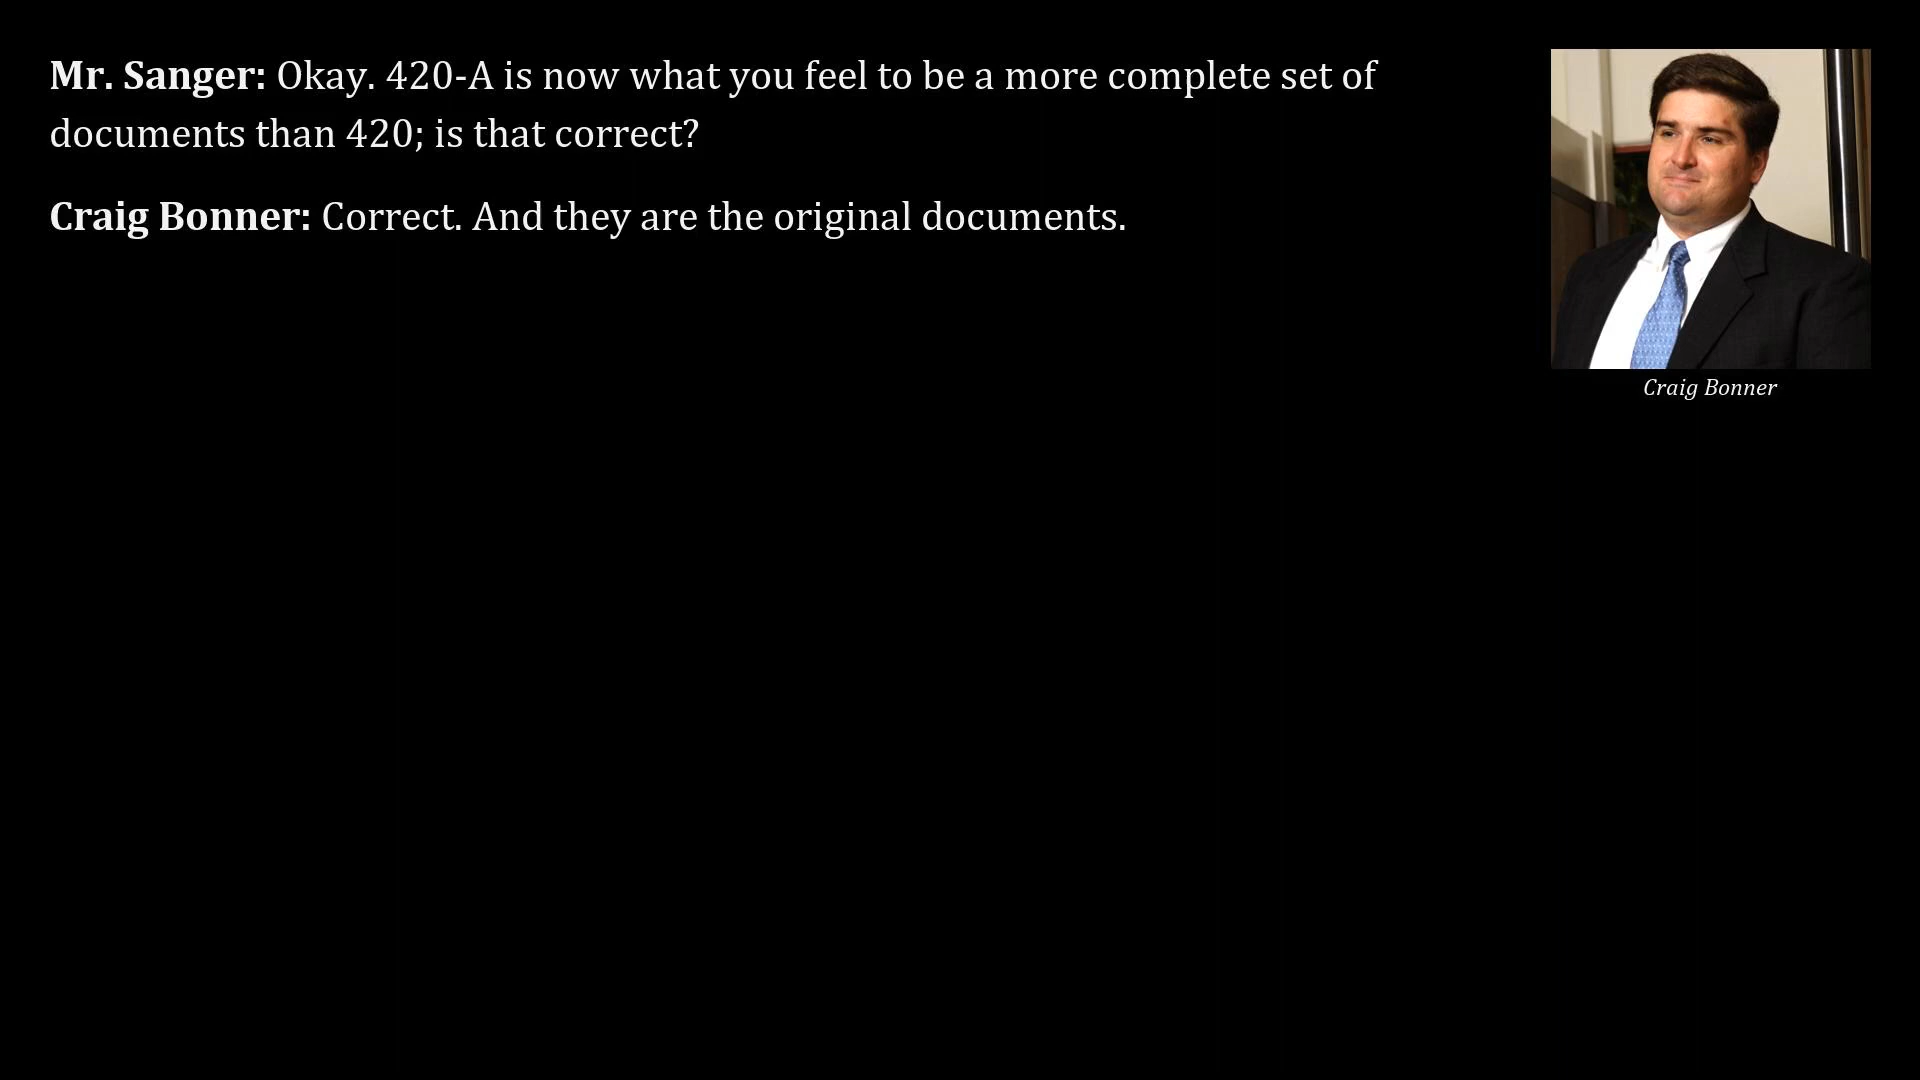 Mr. Sanger: Okay. 420-A is now what you feel to be a more complete set of
documents than 420; is that correct?
Craig Bonner: Correct. And they are the original documents.
Craig Bonner